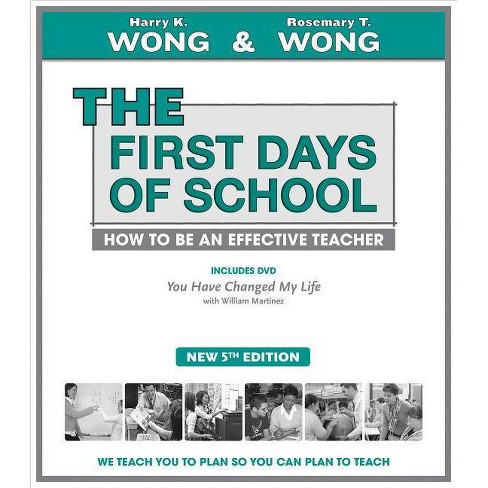 Harry K. Rosemary T.
WONG & WONG
THE
FIRST DAYS
OF SCHOOL
HOW TO BE AN EFFECTIVE TEACHER
INCLUDES DVD
You Have Changed My Life
with William Martinez
NEW 5TH EDITION
WE TEACH YOU TO PLAN SO YOU CAN PLAN TO TEACH